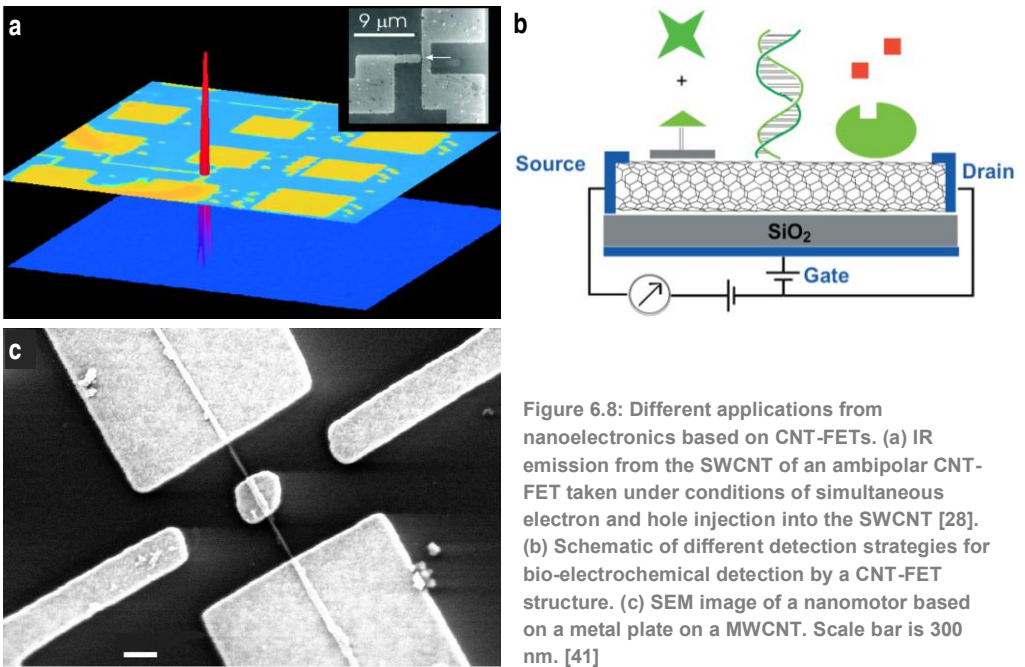 a
9 μm
b
+
Source
Drain
SiO₂
Gate
c
Figure 6.8: Different applications from
nanoelectronics based on CNT-FETs. (a) IR
emission from the SWCNT of an ambipolar CNT-
FET taken under conditions of simultaneous
electron and hole injection into the SWCNT [28].
(b) Schematic of different detection strategies for
bio-electrochemical detection by a CNT-FET
structure. (c) SEM image of a nanomotor based
on a metal plate on a MWCNT. Scale bar is 300
nm. [41]